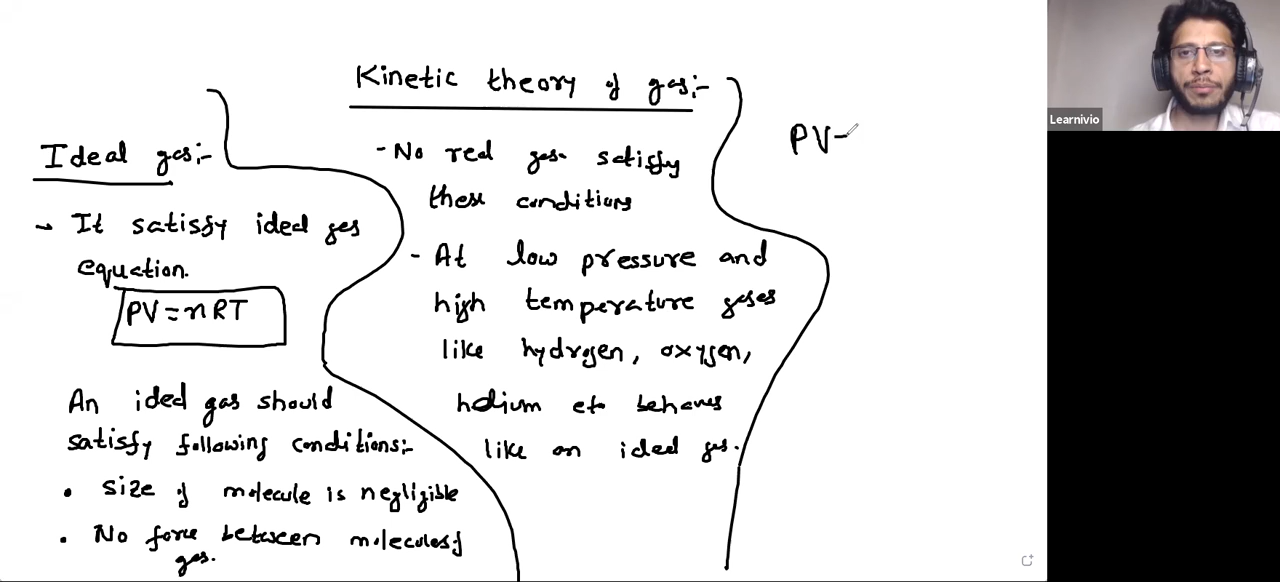 Kinetic theory of gas:-
Ideal gas:-
→ It satisfy ideal gas
equation.
PV = nRT
An ideal gas should
satisfy following conditions:-
• Size of molecule is negligible
• No force between molecules of
gas.
- No real gas satisfy
these conditions
- At low pressure and
high temperature gases
like hydrogen, oxygen,
helium etc behaves
like an ideal gas.
PV-
Learnivio